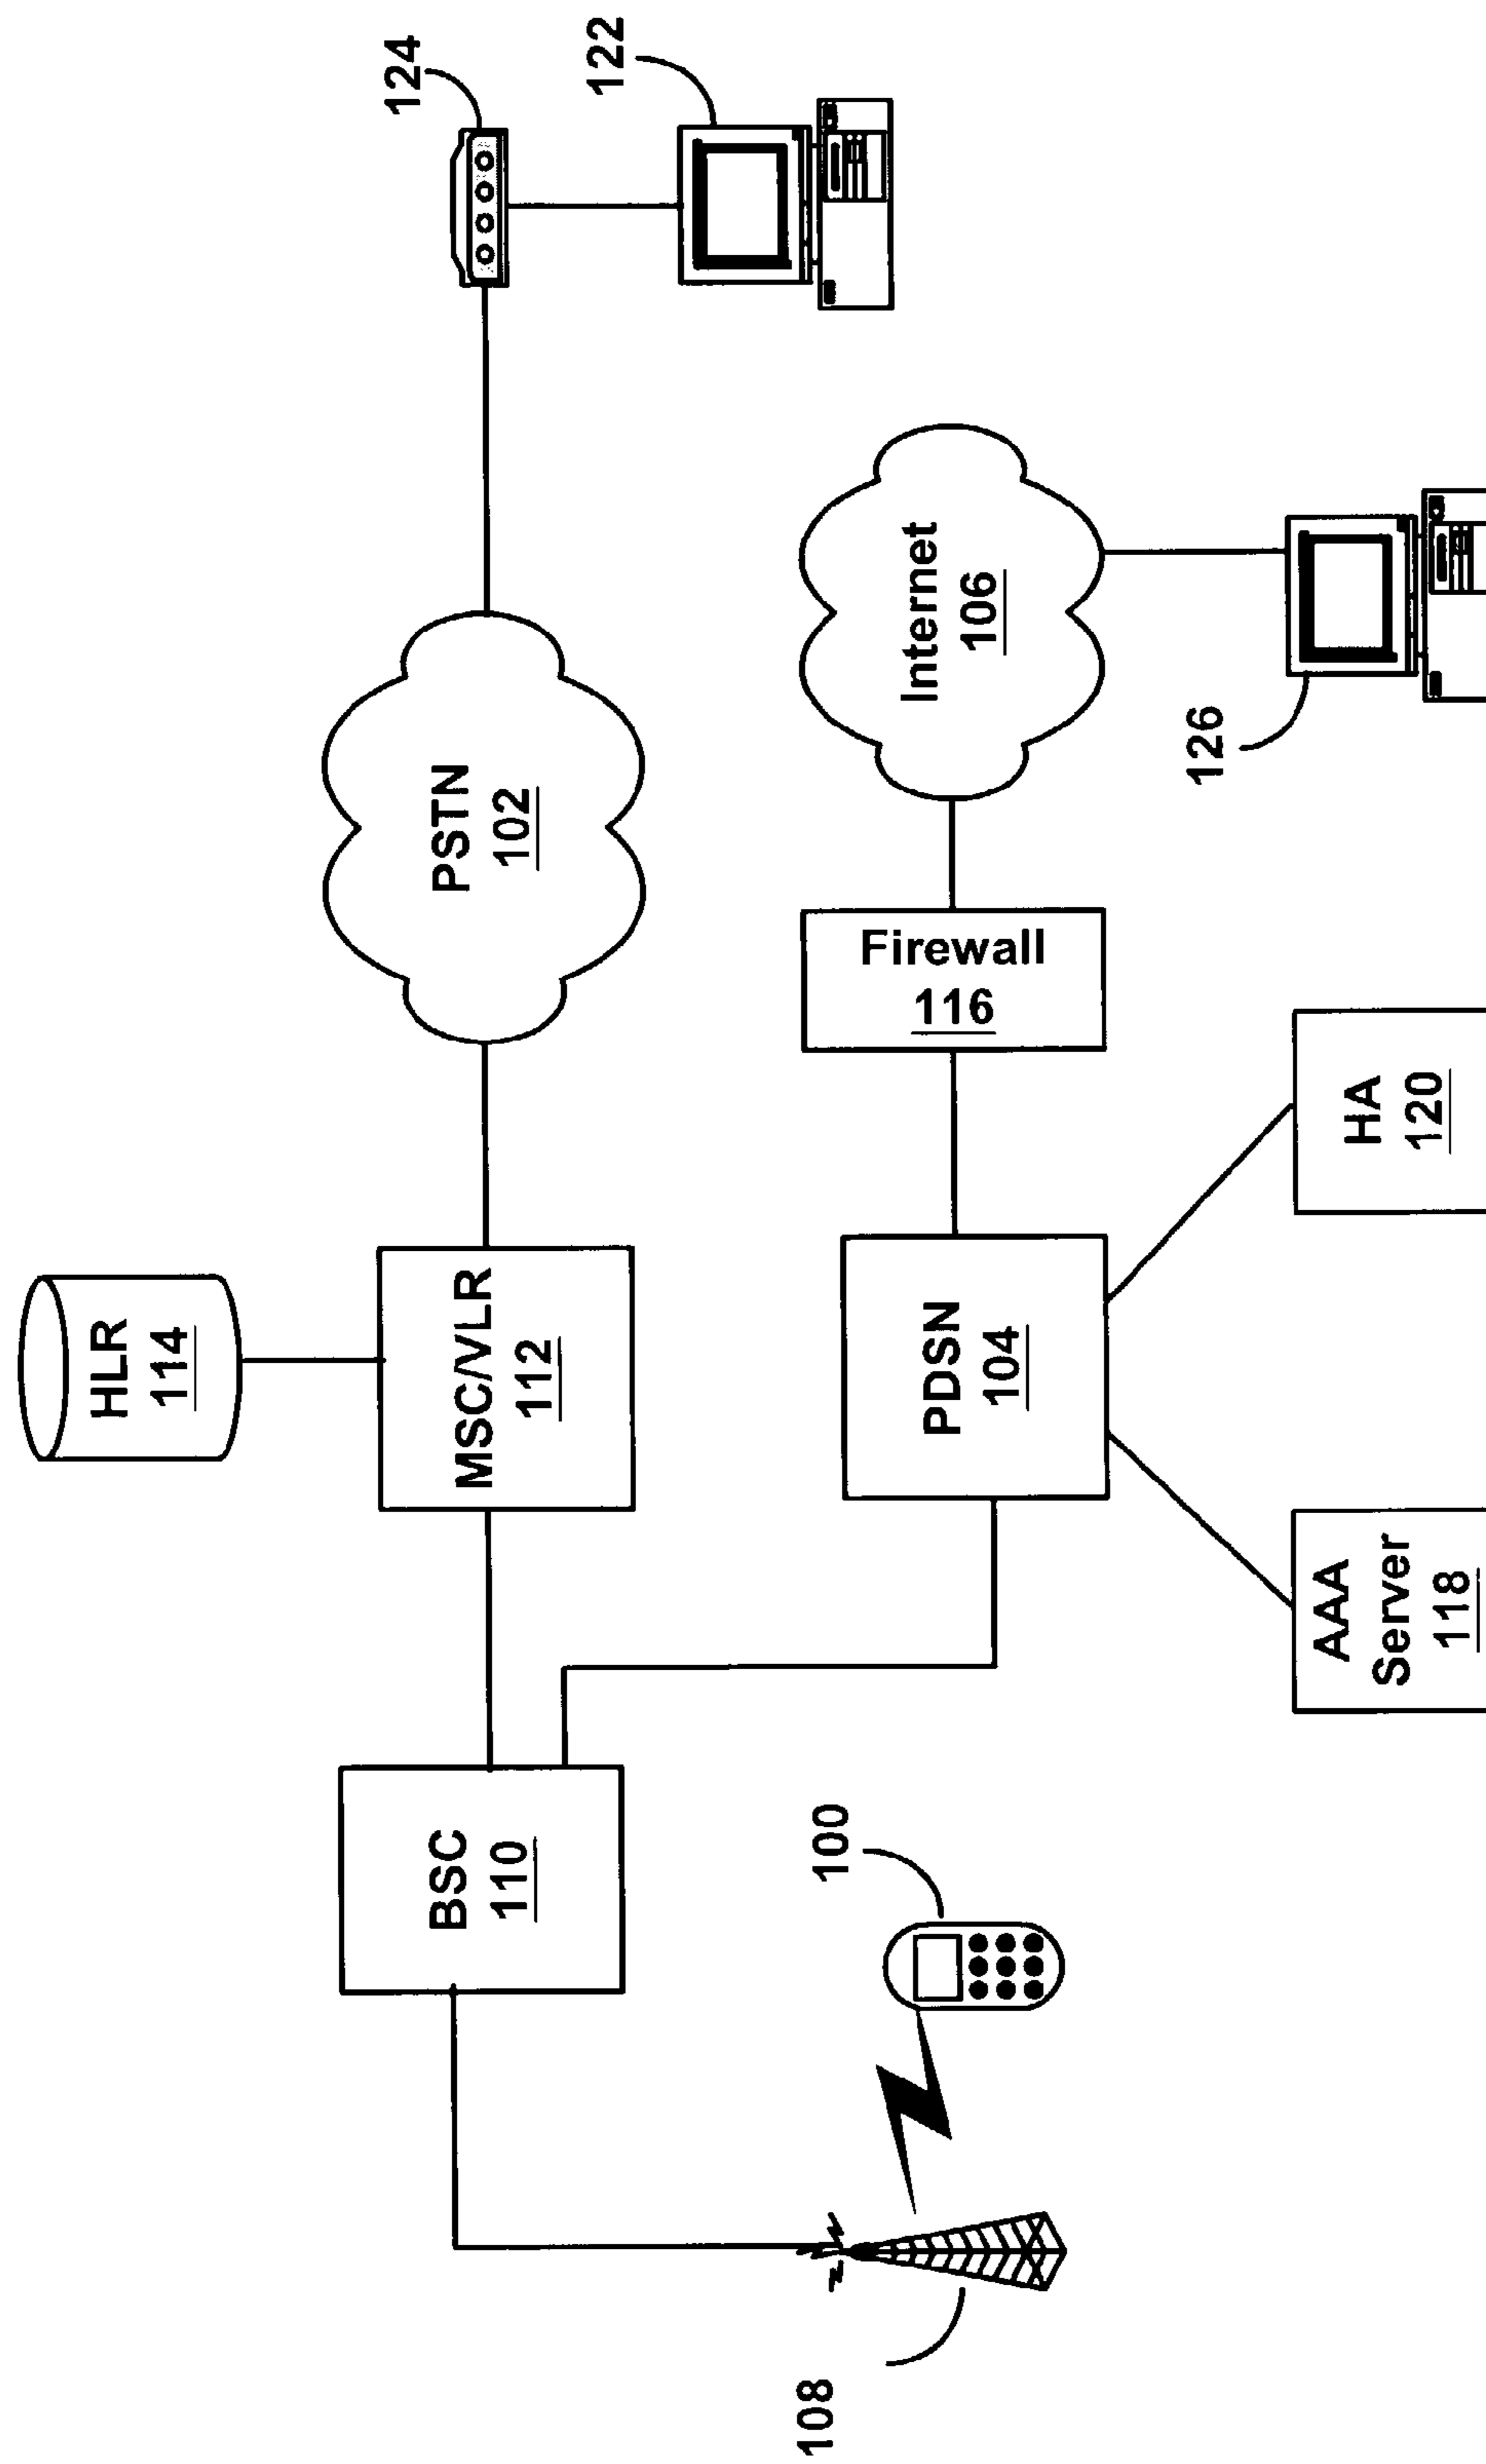 HLR
114
124
122
BSC
110
MSC/VLR
112
PSTN
102
100
108
PDSN
104
Firewall
116
Internet
106
126
AAA
Server
118
HA
120